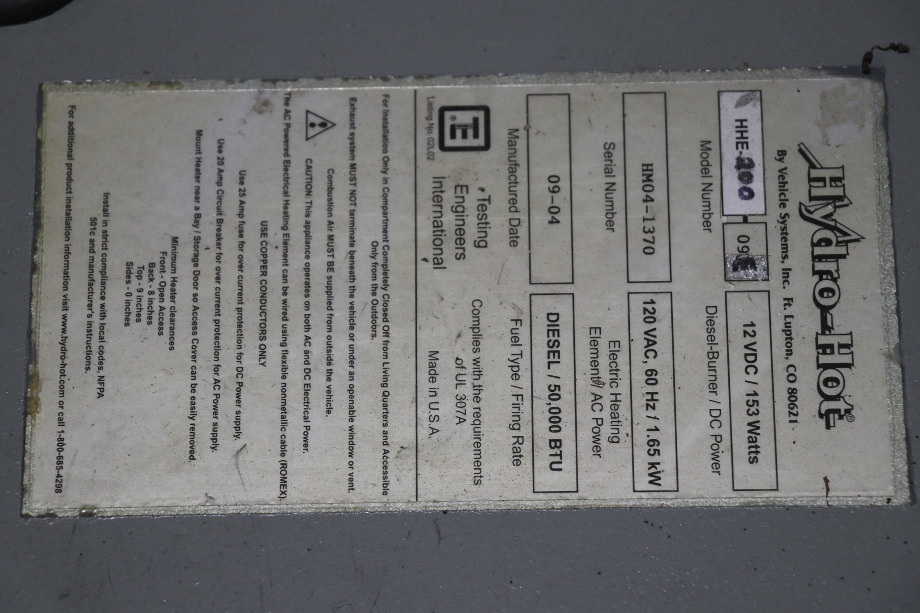 Hydro-Hot®
By Vehicle Systems, Inc. Ft. Lupton, CO 80621
HHE-200 - 09E
12 VDC / 153 Watts
Model Number
Diesel-Burner / DC Power
HN04-1370
120 VAC, 60 Hz / 1.65 kW
Serial Number
Electric Heating
Element / AC Power
09-04
DIESEL / 50,000 BTU
Manufactured Date
Fuel Type / Firing Rate
Testing
Engineers
International
Listing No. 02L02
Complies with the requirements
of UL 307A
Made in U.S.A.
For Installation Only in Compartment Completely Closed Off from Living Quarters and Accessible
Only from the Outdoors.
Exhaust system MUST NOT terminate beneath the vehicle or under an openable window or vent.
Combustion Air MUST BE supplied from outside the vehicle.
CAUTION: This appliance operates on both AC and DC Electrical Power.
The AC Powered Electrical Heating Element can be wired using flexible nonmetallic-cable (ROMEX).
USE COPPER CONDUCTORS ONLY
Use 25 Amp fuse for over current protection for DC Power supply.
Use 20 Amp Circuit Breaker for over current protection for AC Power supply.
Mount Heater near a Bay / Storage Door so Access Cover can be easily removed.
Minimum Heater clearances
Front - Open Access
Back - 8 inches
Top - 9 inches
Sides - 0 inches
Install in strict compliance with local codes, NFPA
501c and manufacturer's instructions.
For additional product installation information visit www.hydro-hot.com or call 1-800-685-4298